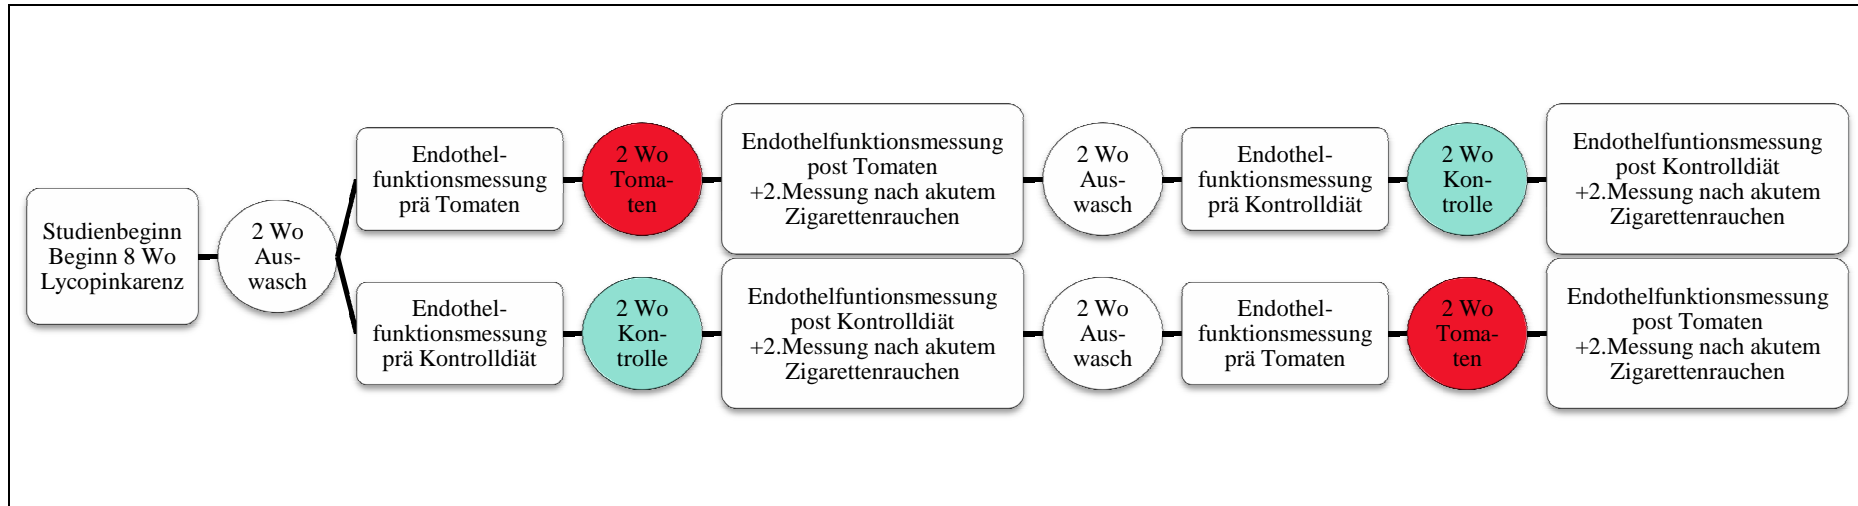 Studienbeginn
Beginn 8 Wo
Lycopinkarenz
2 Wo
Aus-
wasch
Endothel-
funktionsmessung
prä Tomaten
2 Wo
Toma-
ten
Endothelfunktionsmessung
post Tomaten
+2.Messung nach akutem
Zigarettenrauchen
2 Wo
Aus-
wasch
Endothel-
funktionsmessung
prä Kontrolldiät
2 Wo
Kon-
trolle
Endothelfuntionsmessung
post Kontrolldiät
+2.Messung nach akutem
Zigarettenrauchen
Endothel-
funktionsmessung
prä Kontrolldiät
2 Wo
Kon-
trolle
Endothelfuntionsmessung
post Kontrolldiät
+2.Messung nach akutem
Zigarettenrauchen
2 Wo
Aus-
wasch
Endothel-
funktionsmessung
prä Tomaten
2 Wo
Toma-
ten
Endothelfuntionsmessung
post Tomaten
+2.Messung nach akutem
Zigarettenrauchen